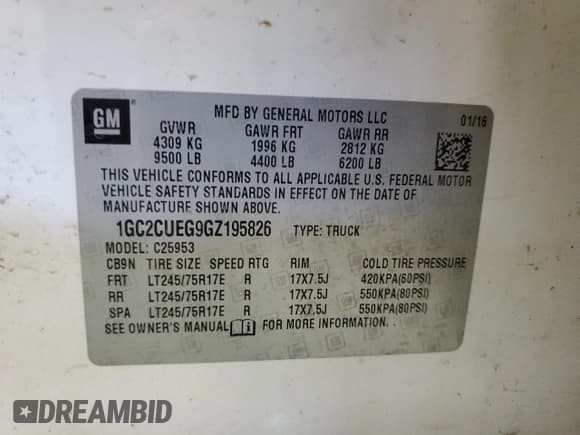 GM
MFD BY GENERAL MOTORS LLC 01/16
GVWR GAWR FRT GAWR RR
4309 KG 1996 KG 2812 KG
9500 LB 4400 LB 6200 LB
THIS VEHICLE CONFORMS TO ALL APPLICABLE U.S. FEDERAL MOTOR
VEHICLE SAFETY STANDARDS IN EFFECT ON THE DATE OF
MANUFACTURE SHOWN ABOVE.
1GC2CUEG9GZ195826 TYPE: TRUCK
MODEL: C25953
CB9N TIRE SIZE SPEED RTG RIM COLD TIRE PRESSURE
FRT LT245/75R17E R 17X7.5J 420KPA(60PSI)
RR LT245/75R17E R 17X7.5J 550KPA(80PSI)
SPA LT245/75R17E R 17X7.5J 550KPA(80PSI)
SEE OWNER'S MANUAL FOR MORE INFORMATION.
DREAMBID